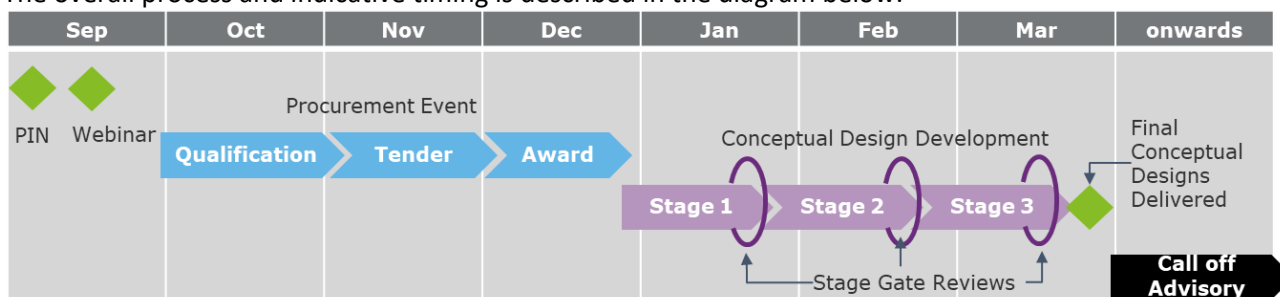 The overall process and indicative timing is described in the diagram below.
Sep Oct Nov Dec Jan Feb Mar onwards
PIN Webinar
Procurement Event
Qualification Tender Award
Conceptual Design Development
Stage 1 Stage 2 Stage 3
Stage Gate Reviews
Final
Conceptual
Designs
Delivered
Call off
Advisory